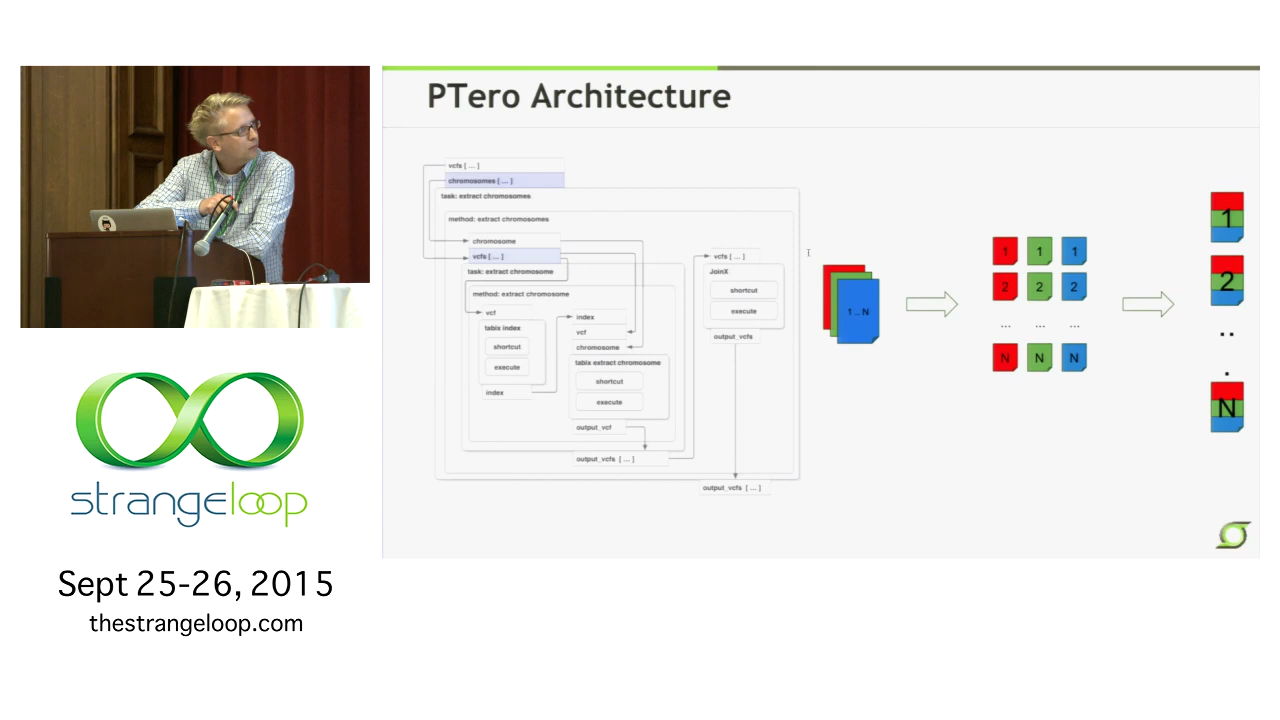 PTero Architecture
vcfs [ ... ]
chromosomes [ ... ]
task: extract chromosomes
method: extract chromosomes
chromosome
vcfs [ ... ]
task: extract chromosome
method: extract chromosome
vcf
tabix index
shortcut
execute
index
index
vcf
chromosome
tabix extract chromosome
shortcut
execute
output_vcf
output_vcfs [ ... ]
vcfs [ ... ]
JoinX
shortcut
execute
output_vcfs
output_vcfs [ ... ]
1 ... N
1 1 1
2 2 2
... ... ...
N N N
1
2
.. .
N
strangeloop
Sept 25-26, 2015
thestrangeloop.com